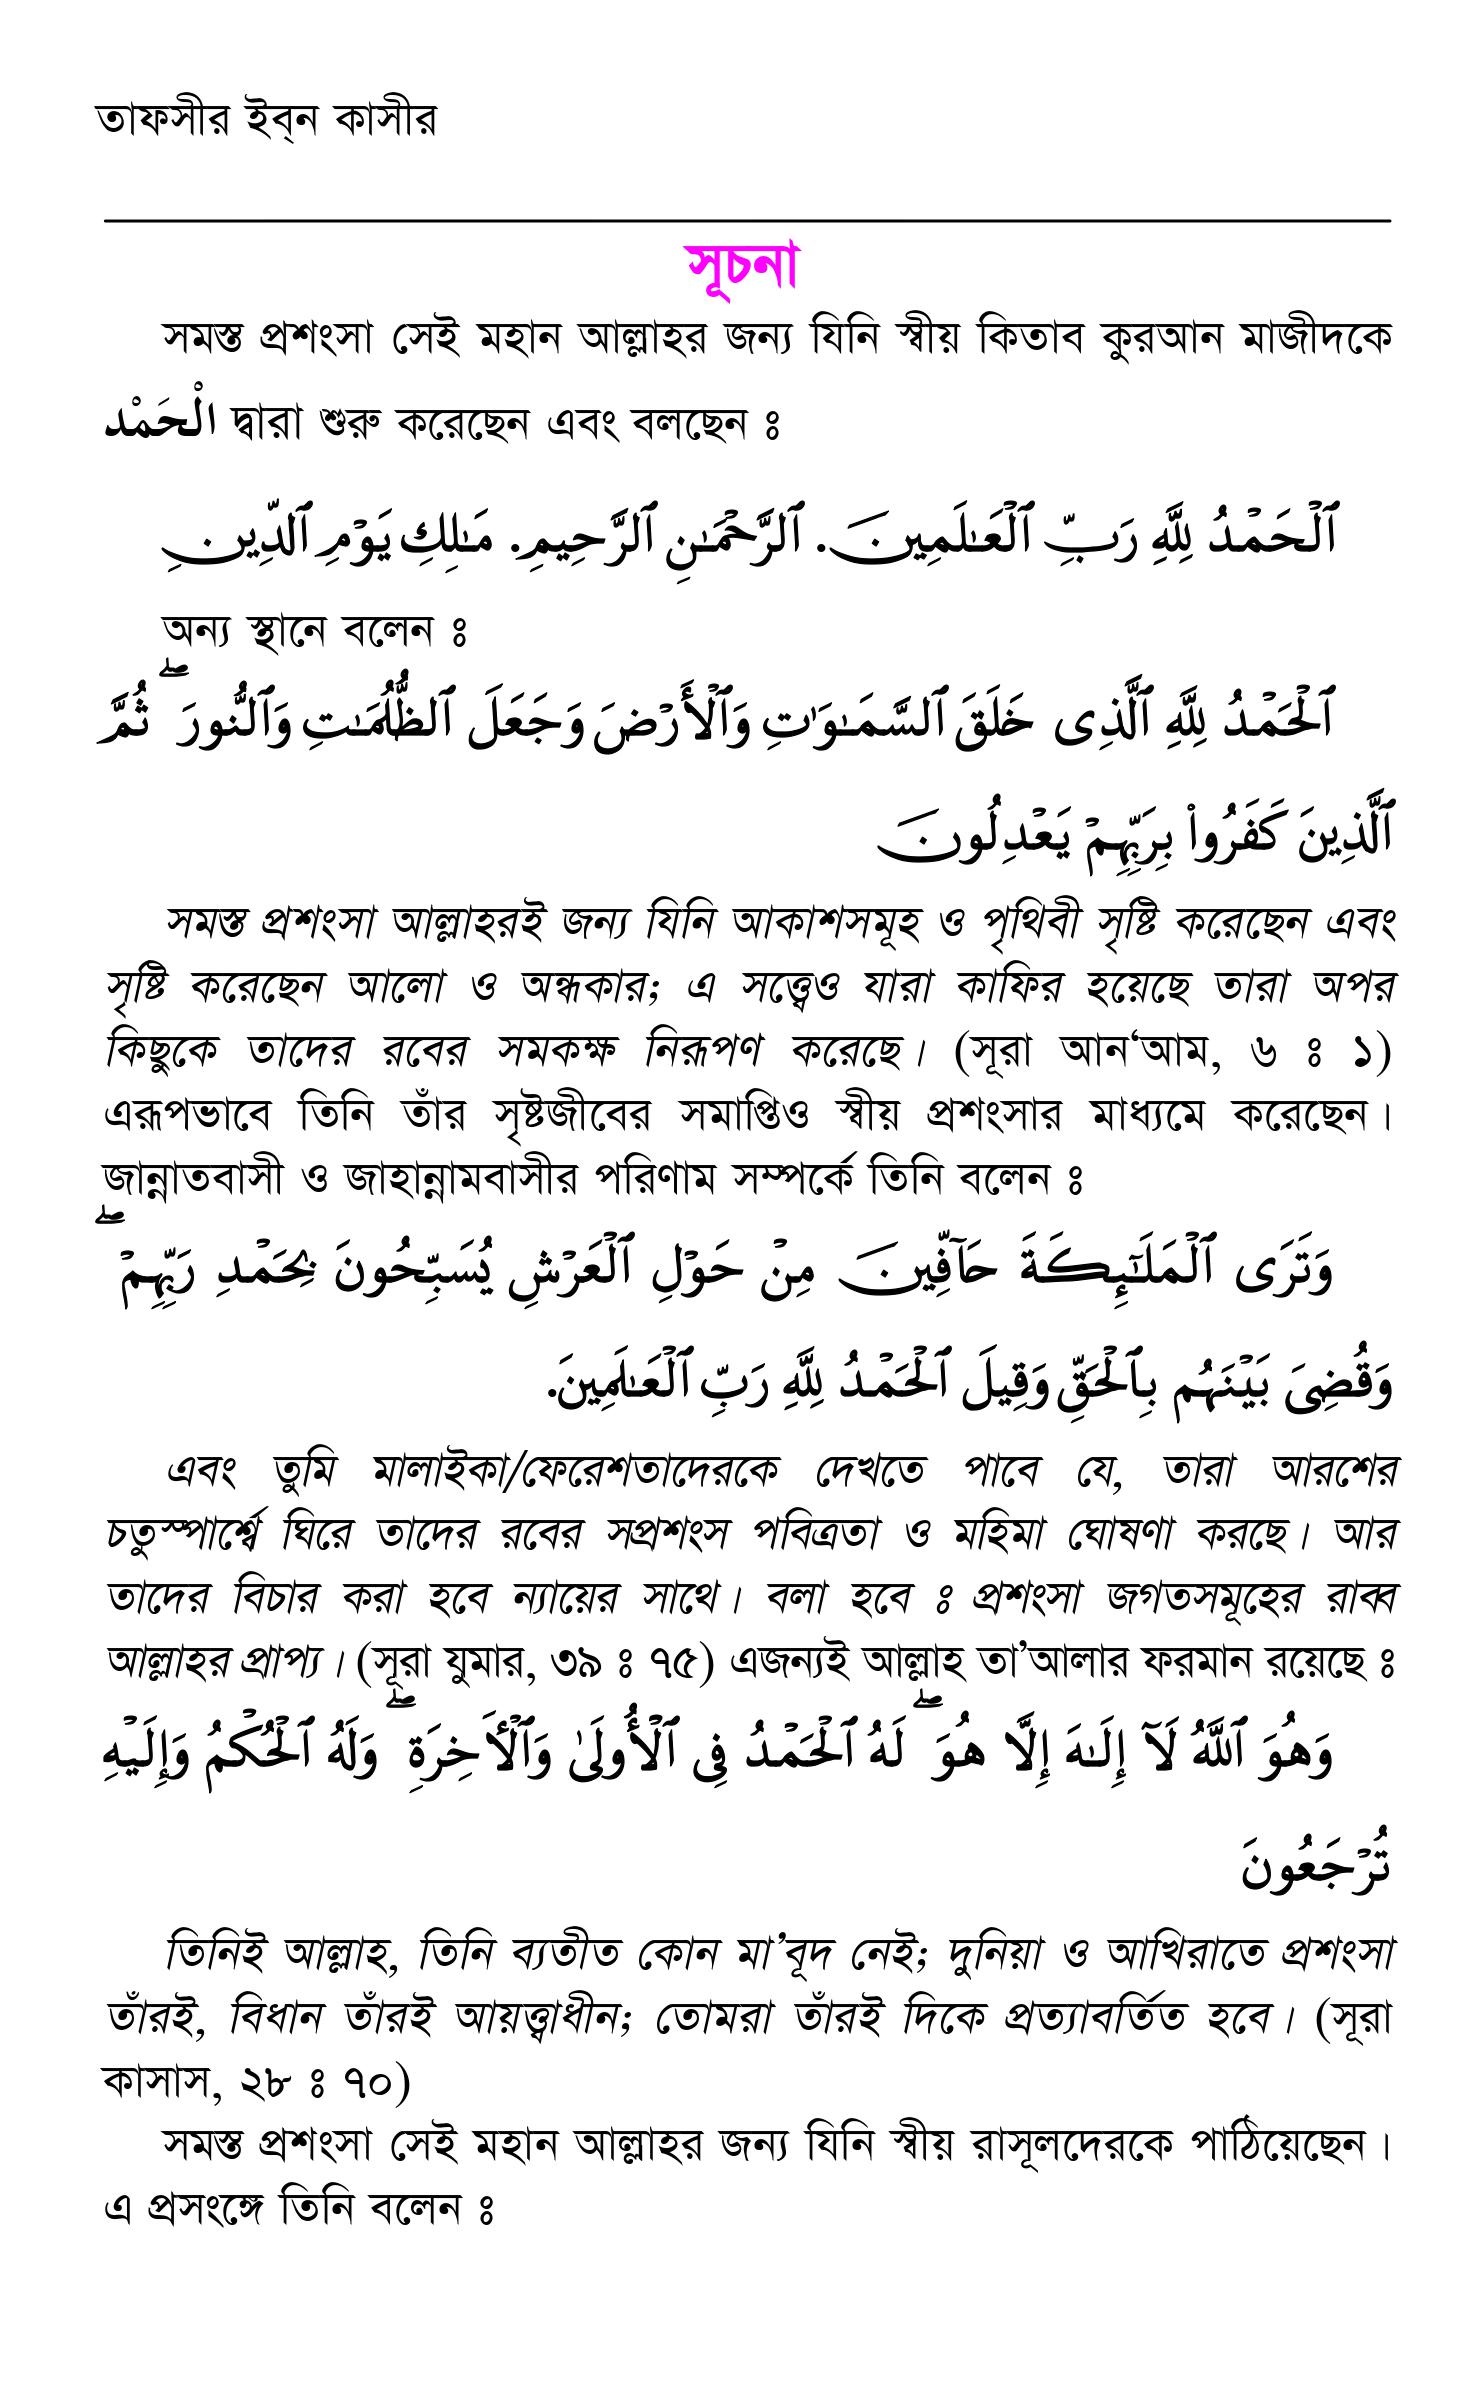 তাফসীর ইব্‌ন কাসীর
সূচনা
সমস্ত প্রশংসা সেই মহান আল্লাহর জন্য যিনি স্বীয় কিতাব কুরআন মাজীদকে
الْحَمْد দ্বারা শুরু করেছেন এবং বলছেন ঃ
ٱلْحَمْدُ لِلَّهِ رَبِّ ٱلْعَـٰلَمِينَ. ٱلرَّحْمَـٰنِ ٱلرَّحِيمِ. مَـٰلِكِ يَوْمِ ٱلدِّينِ
অন্য স্থানে বলেন ঃ
ٱلْحَمْدُ لِلَّهِ ٱلَّذِى خَلَقَ ٱلسَّمَـٰوَٰتِ وَٱلْأَرْضَ وَجَعَلَ ٱلظُّلُمَـٰتِ وَٱلنُّورَ ۖ ثُمَّ
ٱلَّذِينَ كَفَرُوا۟ بِرَبِّهِمْ يَعْدِلُونَ
সমস্ত প্রশংসা আল্লাহরই জন্য যিনি আকাশসমূহ ও পৃথিবী সৃষ্টি করেছেন এবং
সৃষ্টি করেছেন আলো ও অন্ধকার; এ সত্ত্বেও যারা কাফির হয়েছে তারা অপর
কিছুকে তাদের রবের সমকক্ষ নিরূপণ করেছে। (সূরা আন‘আম, ৬ ঃ ১)
এরূপভাবে তিনি তাঁর সৃষ্টজীবের সমাপ্তিও স্বীয় প্রশংসার মাধ্যমে করেছেন।
জান্নাতবাসী ও জাহান্নামবাসীর পরিণাম সম্পর্কে তিনি বলেন ঃ
وَتَرَى ٱلْمَلَـٰٓئِكَةَ حَآفِّينَ مِنْ حَوْلِ ٱلْعَرْشِ يُسَبِّحُونَ بِحَمْدِ رَبِّهِمْ ۖ
وَقُضِىَ بَيْنَهُم بِٱلْحَقِّ وَقِيلَ ٱلْحَمْدُ لِلَّهِ رَبِّ ٱلْعَـٰلَمِينَ.
এবং তুমি মালাইকা/ফেরেশতাদেরকে দেখতে পাবে যে, তারা আরশের
চতুস্পার্শ্বে ঘিরে তাদের রবের সপ্রশংস পবিত্রতা ও মহিমা ঘোষণা করছে। আর
তাদের বিচার করা হবে ন্যায়ের সাথে। বলা হবে ঃ প্রশংসা জগতসমূহের রাব্ব
আল্লাহর প্রাপ্য। (সূরা যুমার, ৩৯ ঃ ৭৫) এজন্যই আল্লাহ তা’আলার ফরমান রয়েছে ঃ
وَهُوَ ٱللَّهُ لَآ إِلَـٰهَ إِلَّا هُوَ ۖ لَهُ ٱلْحَمْدُ فِى ٱلْأُولَىٰ وَٱلْـَٔاخِرَةِ ۖ وَلَهُ ٱلْحُكْمُ وَإِلَيْهِ
تُرْجَعُونَ
তিনিই আল্লাহ, তিনি ব্যতীত কোন মা’বূদ নেই; দুনিয়া ও আখিরাতে প্রশংসা
তাঁরই, বিধান তাঁরই আয়ত্ত্বাধীন; তোমরা তাঁরই দিকে প্রত্যাবর্তিত হবে। (সূরা
কাসাস, ২৮ ঃ ৭০)
সমস্ত প্রশংসা সেই মহান আল্লাহর জন্য যিনি স্বীয় রাসূলদেরকে পাঠিয়েছেন।
এ প্রসংঙ্গে তিনি বলেন ঃ